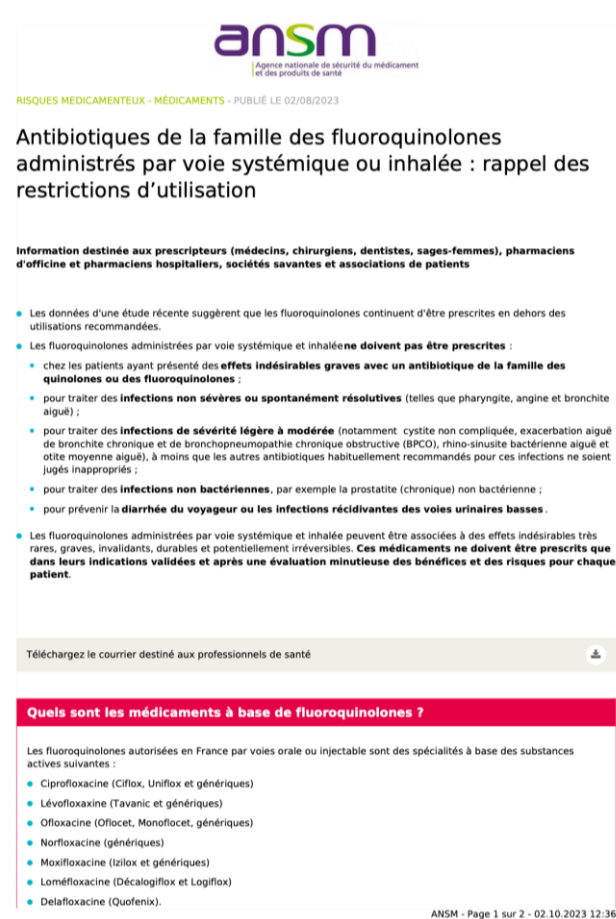 ansm
Agence nationale de sécurité du médicament
et des produits de santé
RISQUES MEDICAMENTEUX - MÉDICAMENTS - PUBLIÉ LE 02/08/2023
Antibiotiques de la famille des fluoroquinolones
administrés par voie systémique ou inhalée : rappel des
restrictions d'utilisation
Information destinée aux prescripteurs (médecins, chirurgiens, dentistes, sages-femmes), pharmaciens
d'officine et pharmaciens hospitaliers, sociétés savantes et associations de patients
Les données d'une étude récente suggèrent que les fluoroquinolones continuent d'être prescrites en dehors des
utilisations recommandées.
Les fluoroquinolones administrées par voie systémique et inhaléene doivent pas être prescrites :
chez les patients ayant présenté des effets indésirables graves avec un antibiotique de la famille des
quinolones ou des fluoroquinolones ;
pour traiter des infections non sévères ou spontanément résolutives (telles que pharyngite, angine et bronchite
aiguë) ;
pour traiter des infections de sévérité légère à modérée (notamment cystite non compliquée, exacerbation aiguë
de bronchite chronique et de bronchopneumopathie chronique obstructive (BPCO), rhino-sinusite bactérienne aiguë et
otite moyenne aiguë), à moins que les autres antibiotiques habituellement recommandés pour ces infections ne soient
jugés inappropriés ;
pour traiter des infections non bactériennes, par exemple la prostatite (chronique) non bactérienne ;
pour prévenir la diarrhée du voyageur ou les infections récidivantes des voies urinaires basses.
Les fluoroquinolones administrées par voie systémique et inhalée peuvent être associées à des effets indésirables très
rares, graves, invalidants, durables et potentiellement irréversibles. Ces médicaments ne doivent être prescrits que
dans leurs indications validées et après une évaluation minutieuse des bénéfices et des risques pour chaque
patient.
Téléchargez le courrier destiné aux professionnels de santé
Quels sont les médicaments à base de fluoroquinolones ?
Les fluoroquinolones autorisées en France par voies orale ou injectable sont des spécialités à base des substances
actives suivantes :
Ciprofloxacine (Ciflox, Uniflox et génériques)
Lévofloxaxine (Tavanic et génériques)
Ofloxacine (Oflocet, Monoflocet, génériques)
Norfloxacine (génériques)
Moxifloxacine (Izilox et génériques)
Loméfloxacine (Décalogiflox et Logiflox)
Delafloxacine (Quofenix).
ANSM - Page 1 sur 2 - 02.10.2023 12:36